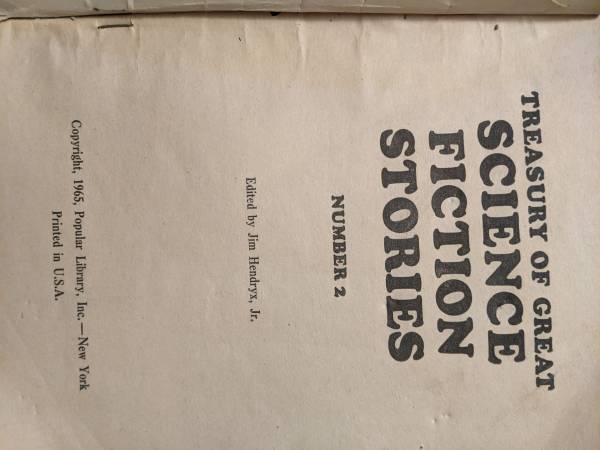 TREASURY OF GREAT
SCIENCE
FICTION
STORIES
NUMBER 2
Edited by Jim Hendryx, Jr.
Copyright, 1965, Popular Library, Inc.—New York
Printed in U.S.A.